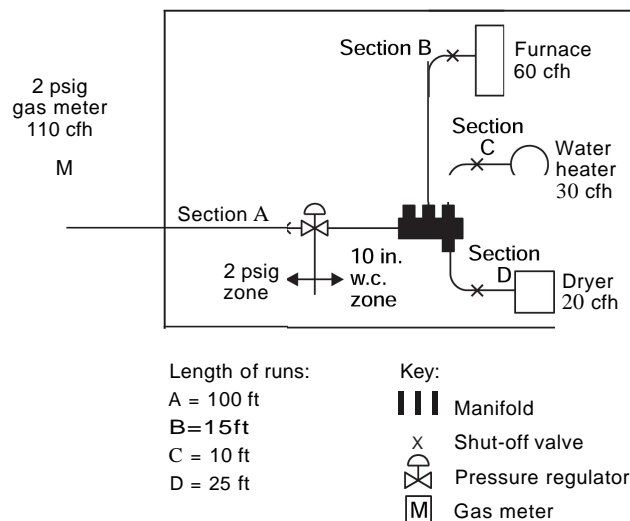 2 psig
gas meter
110 cfh
M
Section A
2 psig
zone
10 in.
w.c.
zone
Section B
Furnace
60 cfh
Section
C
Water
heater
30 cfh
Section
D
Dryer
20 cfh
Length of runs:
A = 100 ft
B=15ft
C = 10 ft
D = 25 ft
Key:
Manifold
x Shut-off valve
Pressure regulator
M Gas meter